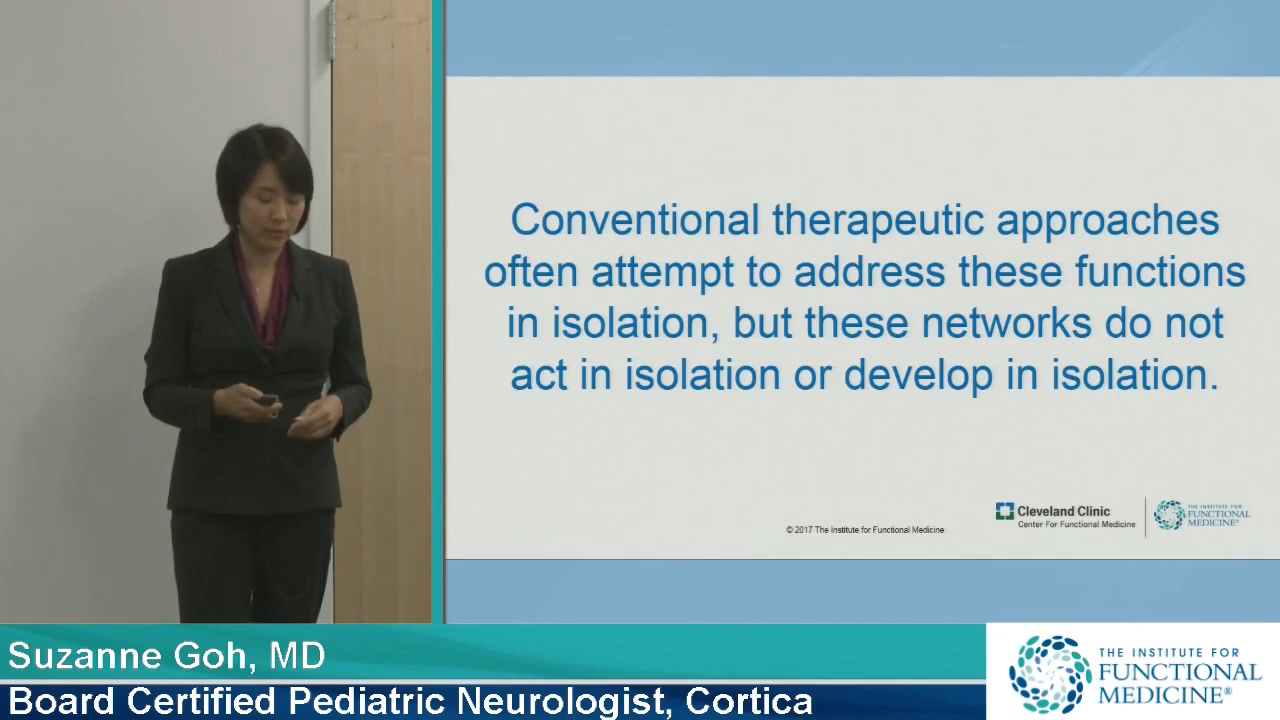 Conventional therapeutic approaches
often attempt to address these functions
in isolation, but these networks do not
act in isolation or develop in isolation.
© 2017 The Institute for Functional Medicine
Cleveland Clinic
Center For Functional Medicine
THE INSTITUTE FOR
FUNCTIONAL
MEDICINE®
Suzanne Goh, MD
Board Certified Pediatric Neurologist, Cortica
THE INSTITUTE FOR
FUNCTIONAL
MEDICINE®